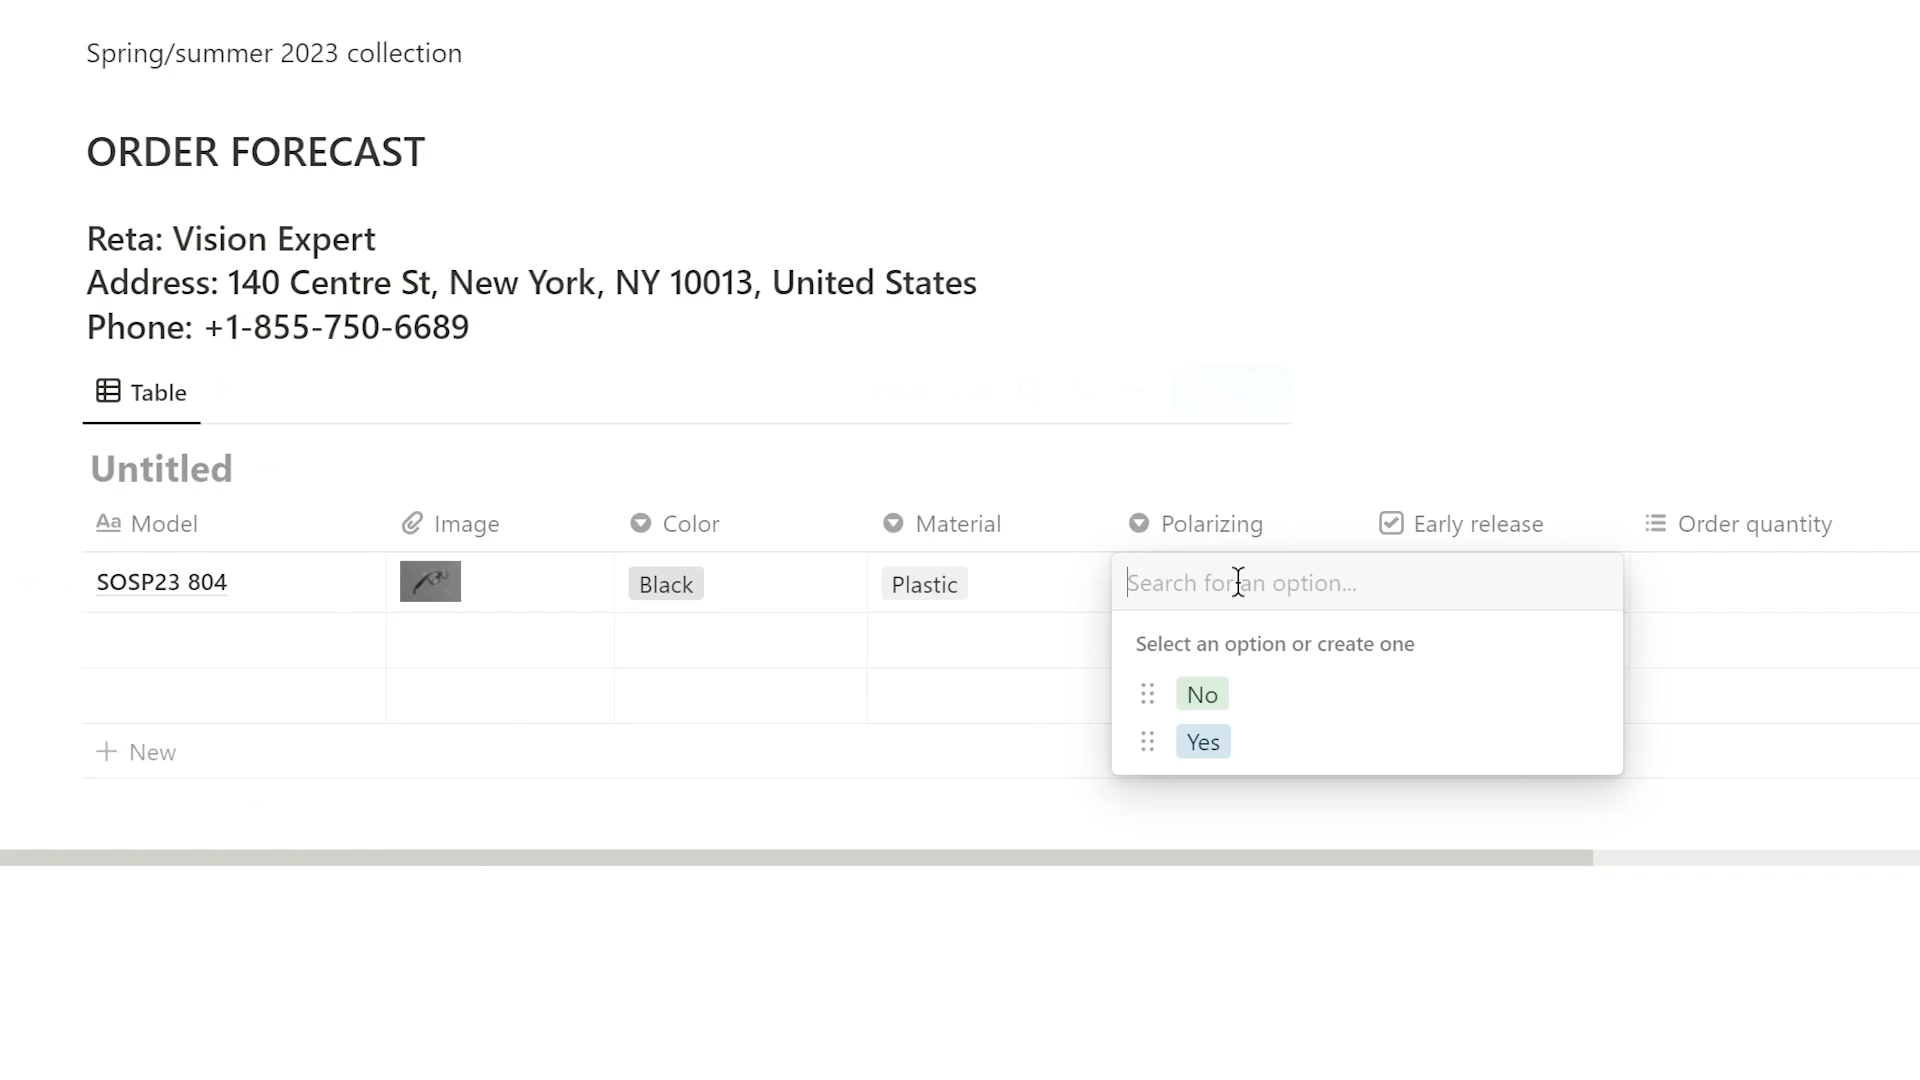 Spring/summer 2023 collection
ORDER FORECAST
Reta: Vision Expert
Address: 140 Centre St, New York, NY 10013, United States
Phone: +1-855-750-6689
Table
Untitled
Aa Model Image Color Material Polarizing Early release Order quantity
SOSP23 804 Black Plastic Search for an option...
Select an option or create one
No
Yes
+ New